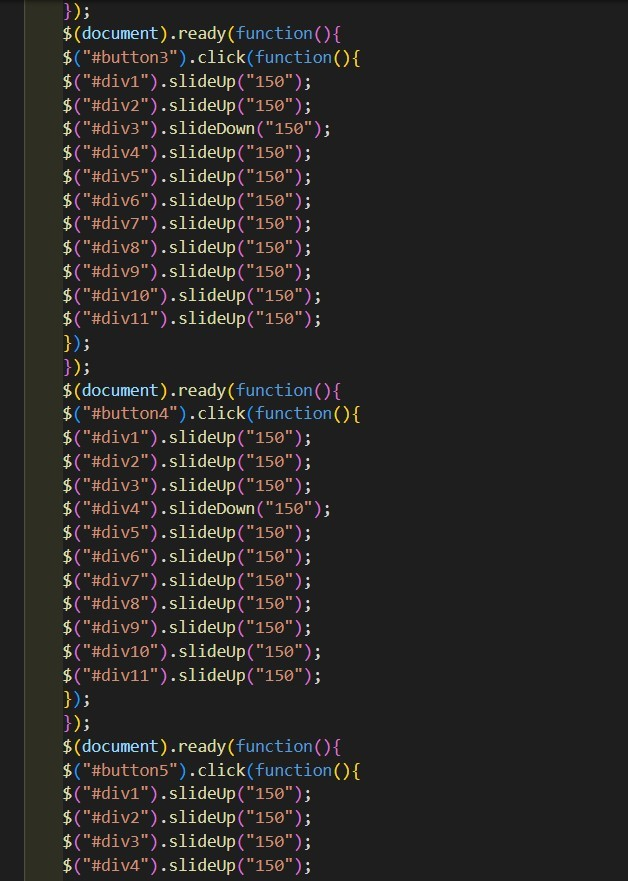 });
$(document).ready(function(){
$("#button3").click(function(){
$("#div1").slideUp("150");
$("#div2").slideUp("150");
$("#div3").slideDown("150");
$("#div4").slideUp("150");
$("#div5").slideUp("150");
$("#div6").slideUp("150");
$("#div7").slideUp("150");
$("#div8").slideUp("150");
$("#div9").slideUp("150");
$("#div10").slideUp("150");
$("#div11").slideUp("150");
});
});
$(document).ready(function(){
$("#button4").click(function(){
$("#div1").slideUp("150");
$("#div2").slideUp("150");
$("#div3").slideUp("150");
$("#div4").slideDown("150");
$("#div5").slideUp("150");
$("#div6").slideUp("150");
$("#div7").slideUp("150");
$("#div8").slideUp("150");
$("#div9").slideUp("150");
$("#div10").slideUp("150");
$("#div11").slideUp("150");
});
});
$(document).ready(function(){
$("#button5").click(function(){
$("#div1").slideUp("150");
$("#div2").slideUp("150");
$("#div3").slideUp("150");
$("#div4").slideUp("150");